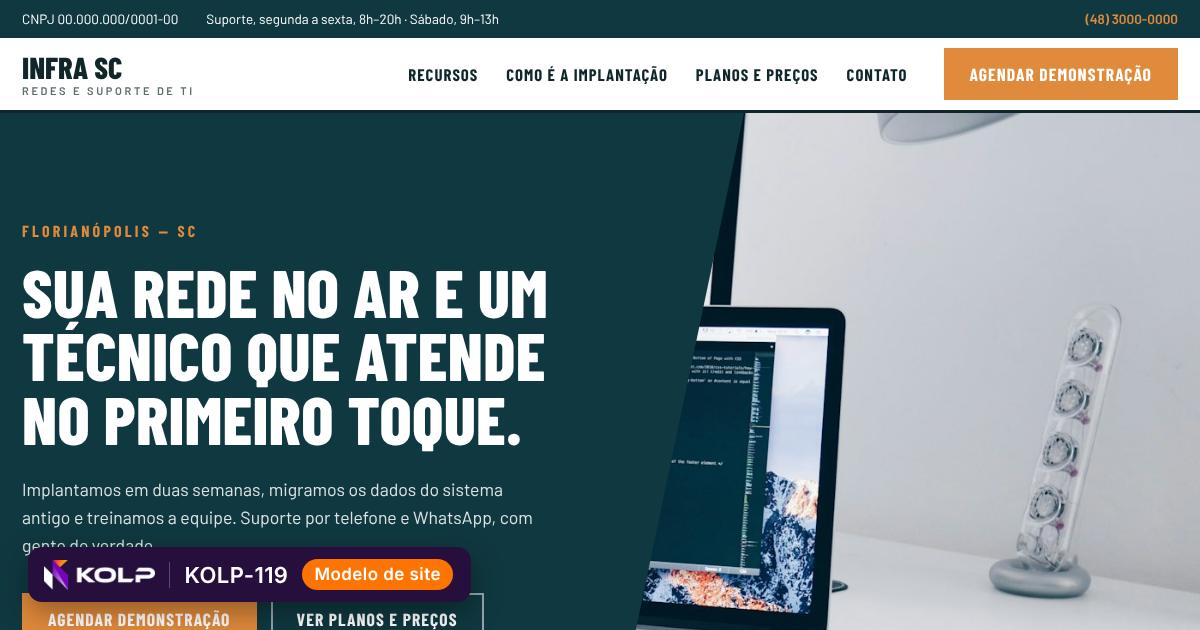 CNPJ 00.000.000/0001-00
Suporte, segunda a sexta, 8h–20h · Sábado, 9h–13h
(48) 3000-0000
INFRA SC
REDES E SUPORTE DE TI
RECURSOS
COMO É A IMPLANTAÇÃO
PLANOS E PREÇOS
CONTATO
AGENDAR DEMONSTRAÇÃO
FLORIANÓPOLIS — SC
SUA REDE NO AR E UM
TÉCNICO QUE ATENDE
NO PRIMEIRO TOQUE.
Implantamos em duas semanas, migramos os dados do sistema
antigo e treinamos a equipe. Suporte por telefone e WhatsApp, com
gente de verdade
KOLP
KOLP-119
Modelo de site
AGENDAR DEMONSTRAÇÃO
VER PLANOS E PREÇOS